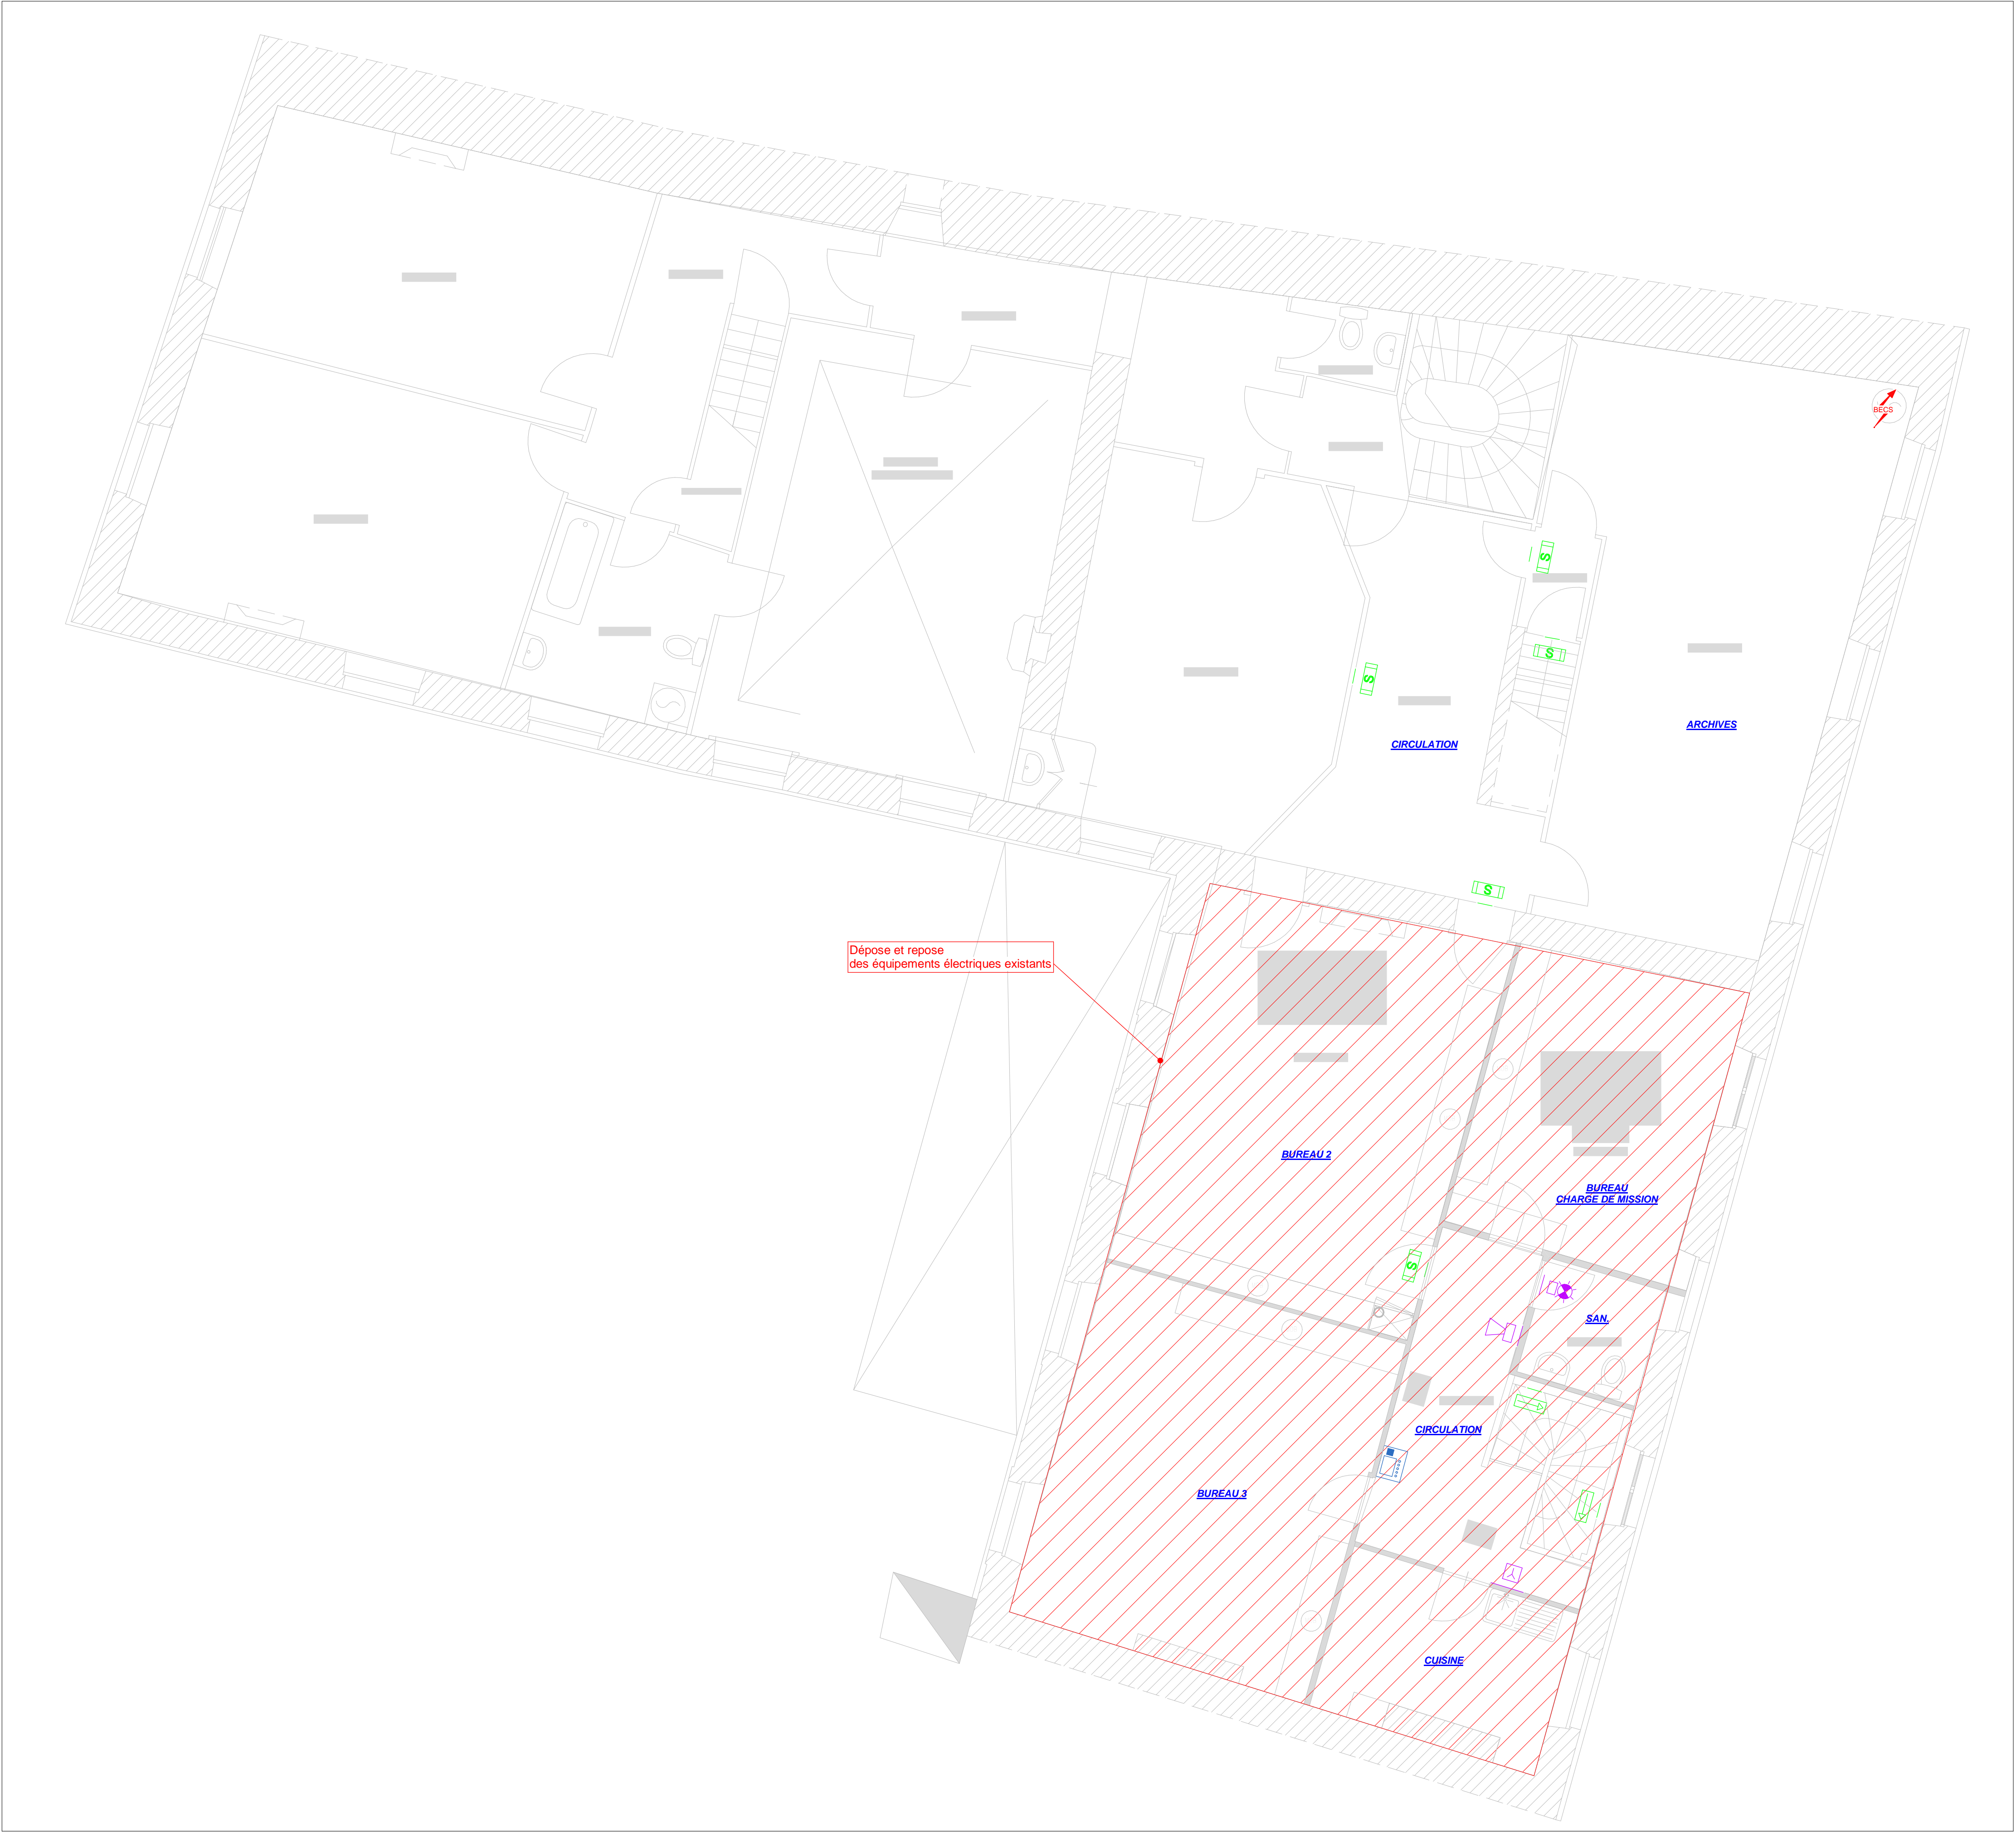 BECS
S
S
S
ARCHIVES
CIRCULATION
S
Dépose et repose
des équipements électriques existants
BUREAU 2
BUREAU
CHARGE DE MISSION
S
SAN.
CIRCULATION
BUREAU 3
CUISINE